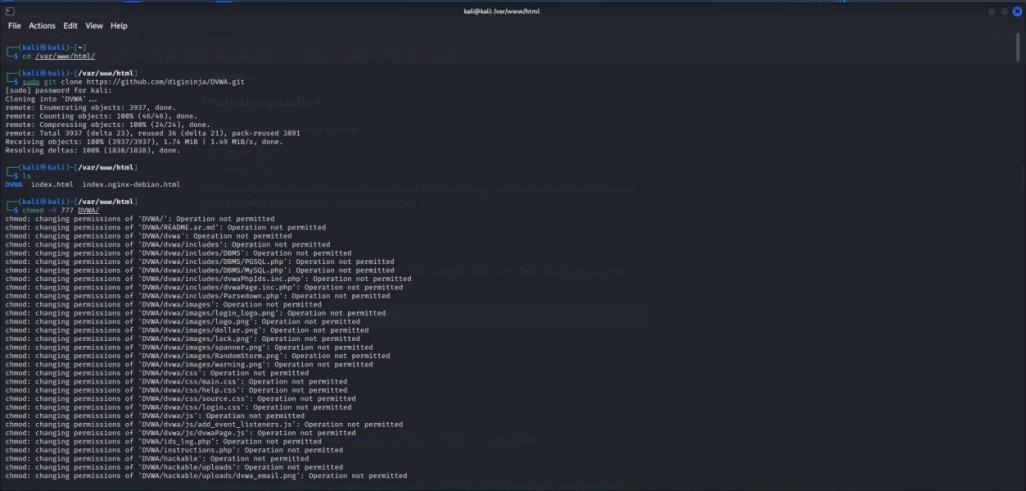 kali@kali: /var/www/html
File Actions Edit View Help
┌──(kali㉿kali)-[~]
└─$ cd /var/www/html/
┌──(kali㉿kali)-[/var/www/html]
└─$ sudo git clone https://github.com/digininja/DVWA.git
[sudo] password for kali:
Cloning into 'DVWA'...
remote: Enumerating objects: 3937, done.
remote: Counting objects: 100% (46/46), done.
remote: Compressing objects: 100% (24/24), done.
remote: Total 3937 (delta 23), reused 36 (delta 21), pack-reused 3891
Receiving objects: 100% (3937/3937), 1.74 MiB | 1.49 MiB/s, done.
Resolving deltas: 100% (1838/1838), done.
┌──(kali㉿kali)-[/var/www/html]
└─$ ls
DVWA index.html index.nginx-debian.html
┌──(kali㉿kali)-[/var/www/html]
└─$ chmod -R 777 DVWA/
chmod: changing permissions of 'DVWA/': Operation not permitted
chmod: changing permissions of 'DVWA/README.ar.md': Operation not permitted
chmod: changing permissions of 'DVWA/dvwa': Operation not permitted
chmod: changing permissions of 'DVWA/dvwa/includes': Operation not permitted
chmod: changing permissions of 'DVWA/dvwa/includes/DBMS': Operation not permitted
chmod: changing permissions of 'DVWA/dvwa/includes/DBMS/PGSQL.php': Operation not permitted
chmod: changing permissions of 'DVWA/dvwa/includes/DBMS/MySQL.php': Operation not permitted
chmod: changing permissions of 'DVWA/dvwa/includes/dvwaPhpIds.inc.php': Operation not permitted
chmod: changing permissions of 'DVWA/dvwa/includes/dvwaPage.inc.php': Operation not permitted
chmod: changing permissions of 'DVWA/dvwa/includes/Parsedown.php': Operation not permitted
chmod: changing permissions of 'DVWA/dvwa/images': Operation not permitted
chmod: changing permissions of 'DVWA/dvwa/images/login_logo.png': Operation not permitted
chmod: changing permissions of 'DVWA/dvwa/images/logo.png': Operation not permitted
chmod: changing permissions of 'DVWA/dvwa/images/dollar.png': Operation not permitted
chmod: changing permissions of 'DVWA/dvwa/images/lock.png': Operation not permitted
chmod: changing permissions of 'DVWA/dvwa/images/spanner.png': Operation not permitted
chmod: changing permissions of 'DVWA/dvwa/images/RandomStorm.png': Operation not permitted
chmod: changing permissions of 'DVWA/dvwa/images/warning.png': Operation not permitted
chmod: changing permissions of 'DVWA/dvwa/css': Operation not permitted
chmod: changing permissions of 'DVWA/dvwa/css/main.css': Operation not permitted
chmod: changing permissions of 'DVWA/dvwa/css/help.css': Operation not permitted
chmod: changing permissions of 'DVWA/dvwa/css/source.css': Operation not permitted
chmod: changing permissions of 'DVWA/dvwa/css/login.css': Operation not permitted
chmod: changing permissions of 'DVWA/dvwa/js': Operation not permitted
chmod: changing permissions of 'DVWA/dvwa/js/add_event_listeners.js': Operation not permitted
chmod: changing permissions of 'DVWA/dvwa/js/dvwaPage.js': Operation not permitted
chmod: changing permissions of 'DVWA/ids_log.php': Operation not permitted
chmod: changing permissions of 'DVWA/instructions.php': Operation not permitted
chmod: changing permissions of 'DVWA/hackable': Operation not permitted
chmod: changing permissions of 'DVWA/hackable/uploads': Operation not permitted
chmod: changing permissions of 'DVWA/hackable/uploads/dvwa_email.png': Operation not permitted
Internationalisation